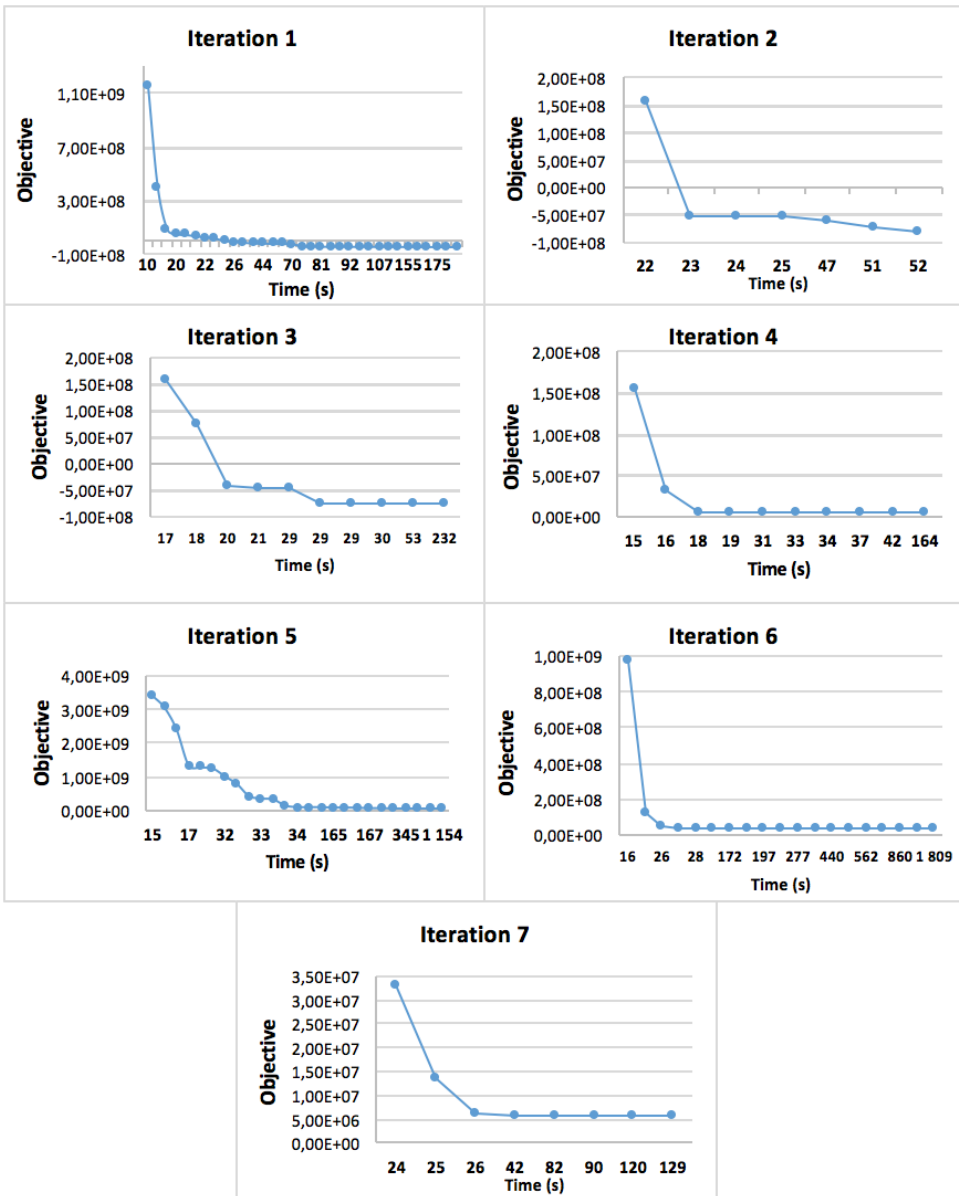 Iteration 1
Objective
1,10E+09
7,00E+08
3,00E+08
-1,00E+08
10 20 22 26 44 70 81 92 107 155 175
Time (s)
Iteration 2
Objective
2,00E+08
1,50E+08
1,00E+08
5,00E+07
0,00E+00
-5,00E+07
-1,00E+08
22 23 24 25 47 51 52
Time (s)
Iteration 3
Objective
2,00E+08
1,50E+08
1,00E+08
5,00E+07
0,00E+00
-5,00E+07
-1,00E+08
17 18 20 21 29 29 29 30 53 232
Time (s)
Iteration 4
Objective
2,00E+08
1,50E+08
1,00E+08
5,00E+07
0,00E+00
15 16 18 19 31 33 34 37 42 164
Time (s)
Iteration 5
Objective
4,00E+09
3,00E+09
2,00E+09
1,00E+09
0,00E+00
15 17 32 33 34 165 167 345 1 154
Time (s)
Iteration 6
Objective
1,00E+09
8,00E+08
6,00E+08
4,00E+08
2,00E+08
0,00E+00
16 26 28 172 197 277 440 562 860 1 809
Time (s)
Iteration 7
Objective
3,50E+07
3,00E+07
2,50E+07
2,00E+07
1,50E+07
1,00E+07
5,00E+06
0,00E+00
24 25 26 42 82 90 120 129
Time (s)